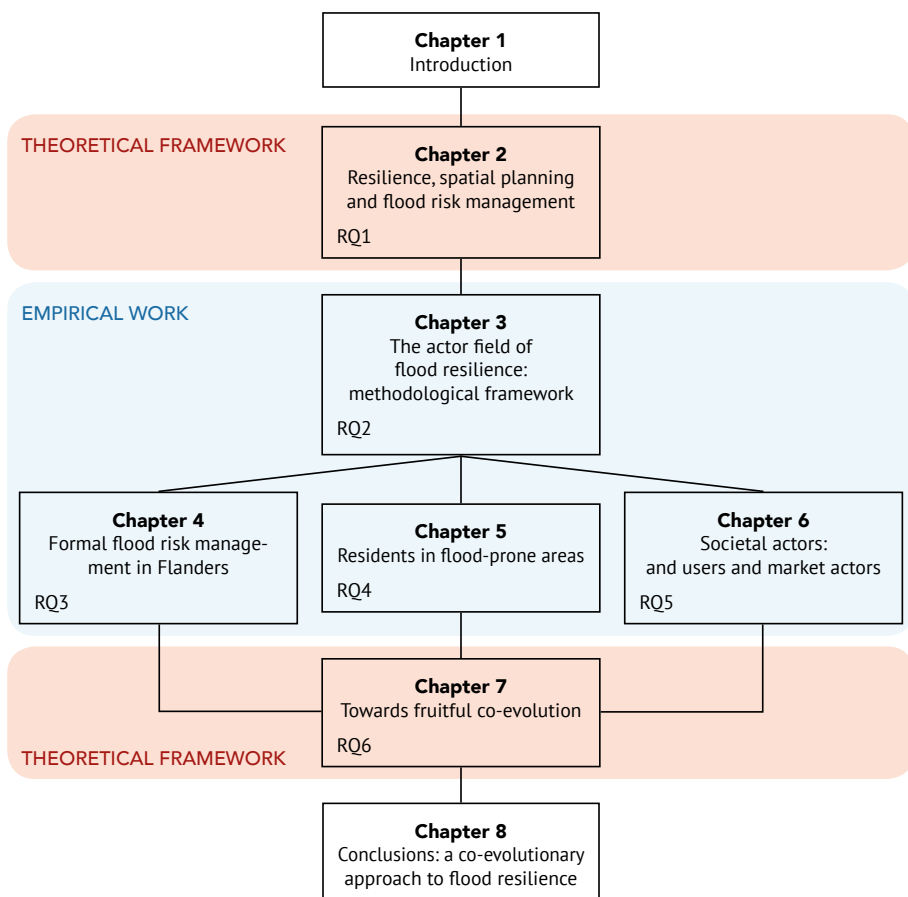 Chapter 1
Introduction
THEORETICAL FRAMEWORK
Chapter 2
Resilience, spatial planning
and flood risk management
RQ1
EMPIRICAL WORK
Chapter 3
The actor field of
flood resilience:
methodological framework
RQ2
Chapter 4
Formal flood risk manage-
ment in Flanders
RQ3
Chapter 5
Residents in flood-prone areas
RQ4
Chapter 6
Societal actors:
and users and market actors
RQ5
Chapter 7
Towards fruitful co-evolution
RQ6
THEORETICAL FRAMEWORK
Chapter 8
Conclusions: a co-evolutionary
approach to flood resilience